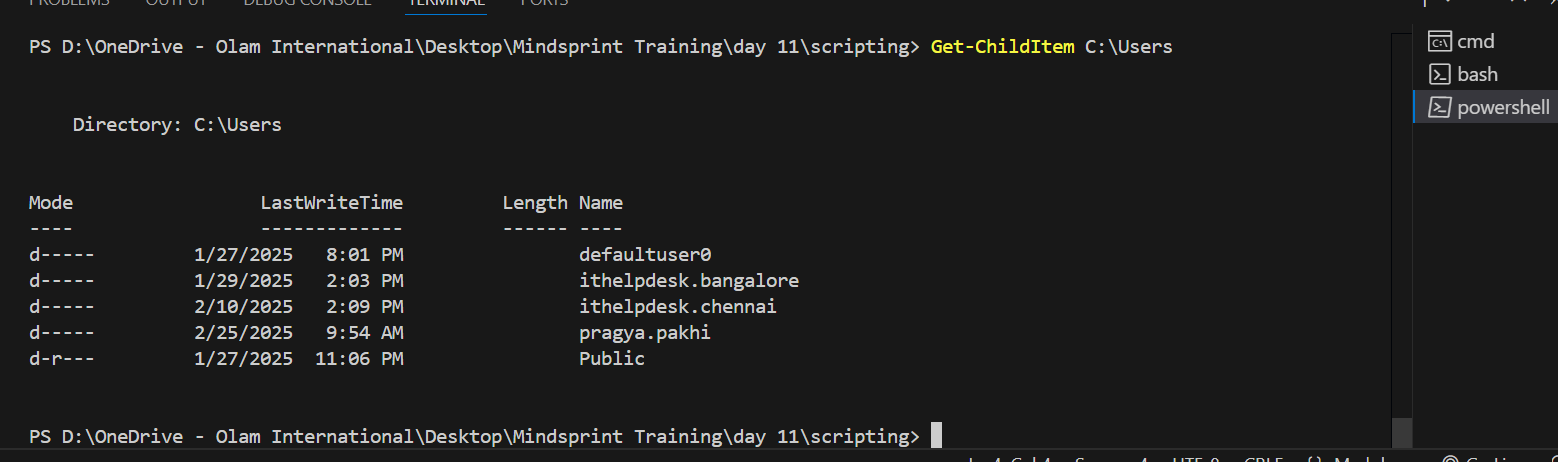 PROBLEMS OUTPUT DEBUG CONSOLE TERMINAL PORTS
PS D:\OneDrive - Olam International\Desktop\Mindsprint Training\day 11\scripting> Get-ChildItem C:\Users
cmd
bash
powershell
Directory: C:\Users
Mode LastWriteTime Length Name
---- ------------- ------ ----
d----- 1/27/2025 8:01 PM defaultuser0
d----- 1/29/2025 2:03 PM ithelpdesk.bangalore
d----- 2/10/2025 2:09 PM ithelpdesk.chennai
d----- 2/25/2025 9:54 AM pragya.pakhi
d-r--- 1/27/2025 11:06 PM Public
PS D:\OneDrive - Olam International\Desktop\Mindsprint Training\day 11\scripting>